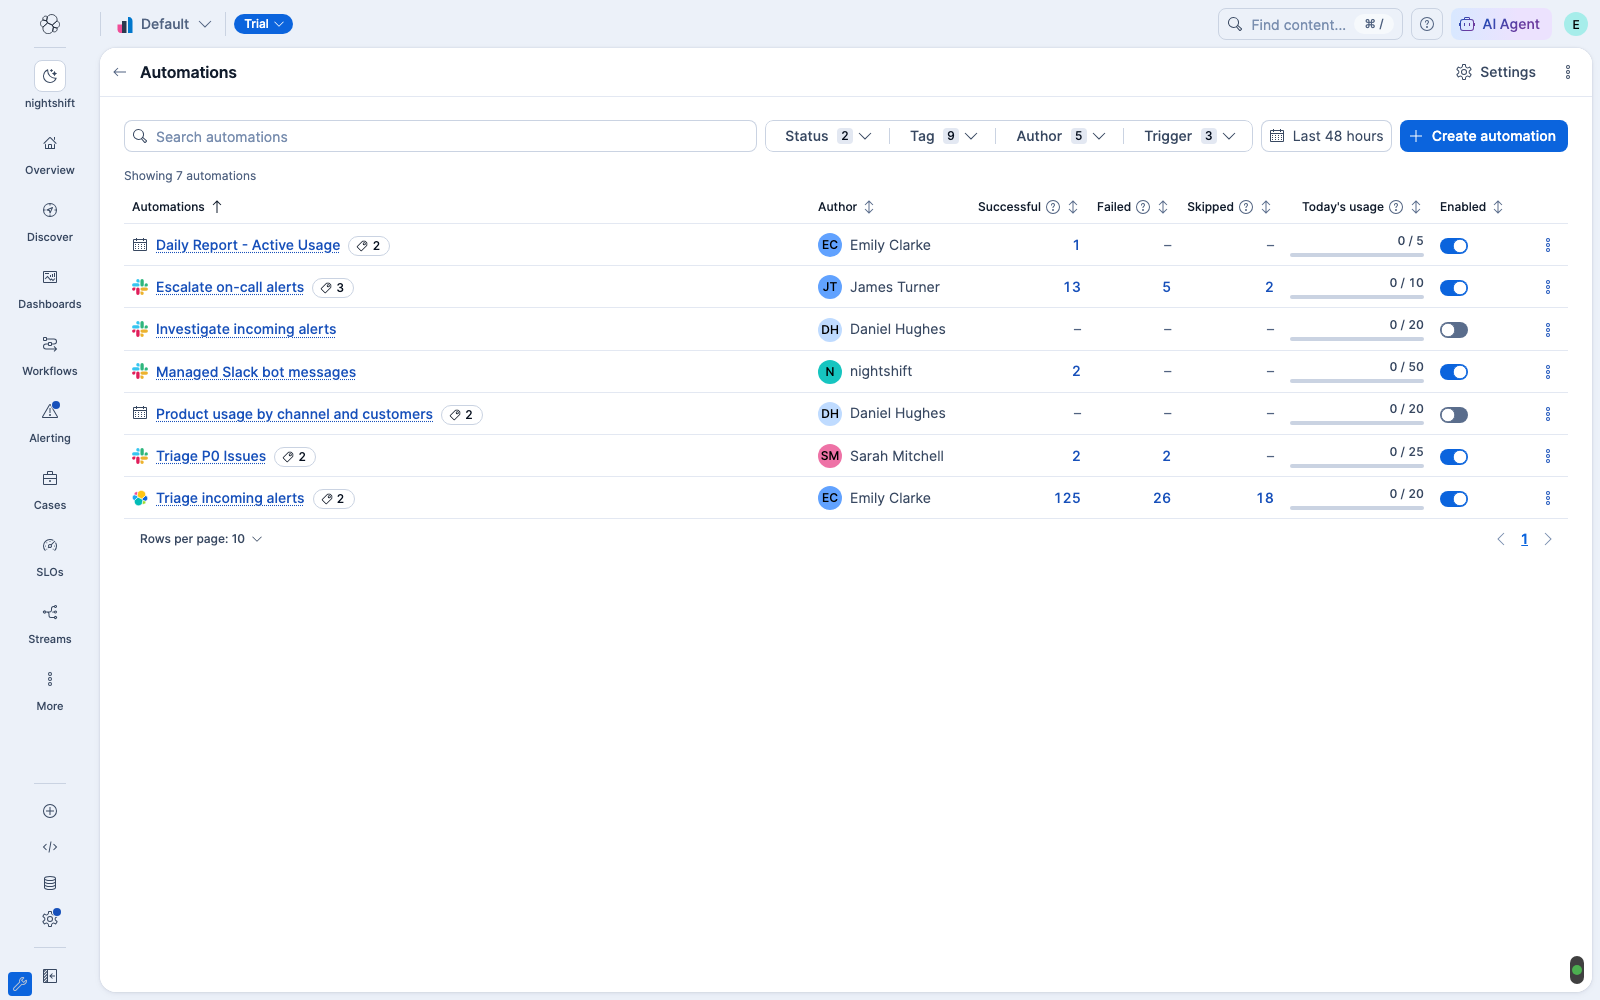 Default
Trial
Find content...
⌘ /
AI Agent
E
nightshift
Overview
Discover
Dashboards
Workflows
Alerting
Cases
SLOs
Streams
More
Automations
Settings
Search automations
Status 2
Tag 9
Author 5
Trigger 3
Last 48 hours
Create automation
Showing 7 automations
Automations Author Successful Failed Skipped Today's usage Enabled
Daily Report - Active Usage 2 EC Emily Clarke 1 – – 0 / 5
Escalate on-call alerts 3 JT James Turner 13 5 2 0 / 10
Investigate incoming alerts DH Daniel Hughes – – – 0 / 20
Managed Slack bot messages N nightshift 2 – – 0 / 50
Product usage by channel and customers 2 DH Daniel Hughes – – – 0 / 20
Triage P0 Issues 2 SM Sarah Mitchell 2 2 – 0 / 25
Triage incoming alerts 2 EC Emily Clarke 125 26 18 0 / 20
Rows per page: 10
1